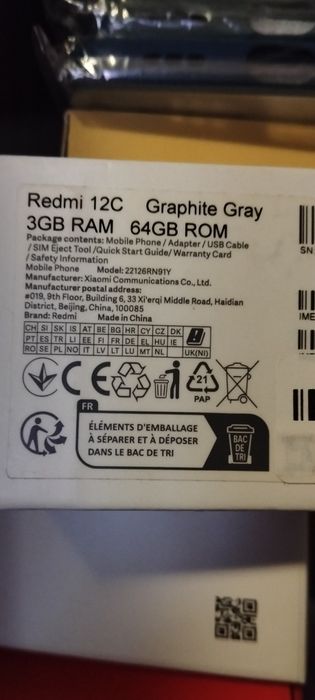 Redmi 12C Graphite Gray
3GB RAM 64GB ROM
Package contents: Mobile Phone / Adapter / USB Cable
/ SIM Eject Tool /Quick Start Guide/ Warranty Card
/ Safety Information
Mobile Phone Model: 22126RN91Y
Manufacturer: Xiaomi Communications Co., Ltd.
Manufacturer postal address:
#019, 9th Floor, Building 6, 33 Xi'erqi Middle Road, Haidian
District, Beijing, China, 100085
Brand: Redmi Made in China
SN
IME
CH SI SK IS AT BE BG HR CY CZ DK
PT ES TR LI EE FI FR DE EL HU IE
RO SE PL NO IT LV LT LU MT NL UK(NI)
CE
21
PAP
FR
ÉLÉMENTS D'EMBALLAGE
À SÉPARER ET À DÉPOSER
DANS LE BAC DE TRI
BAC
DE
TRI